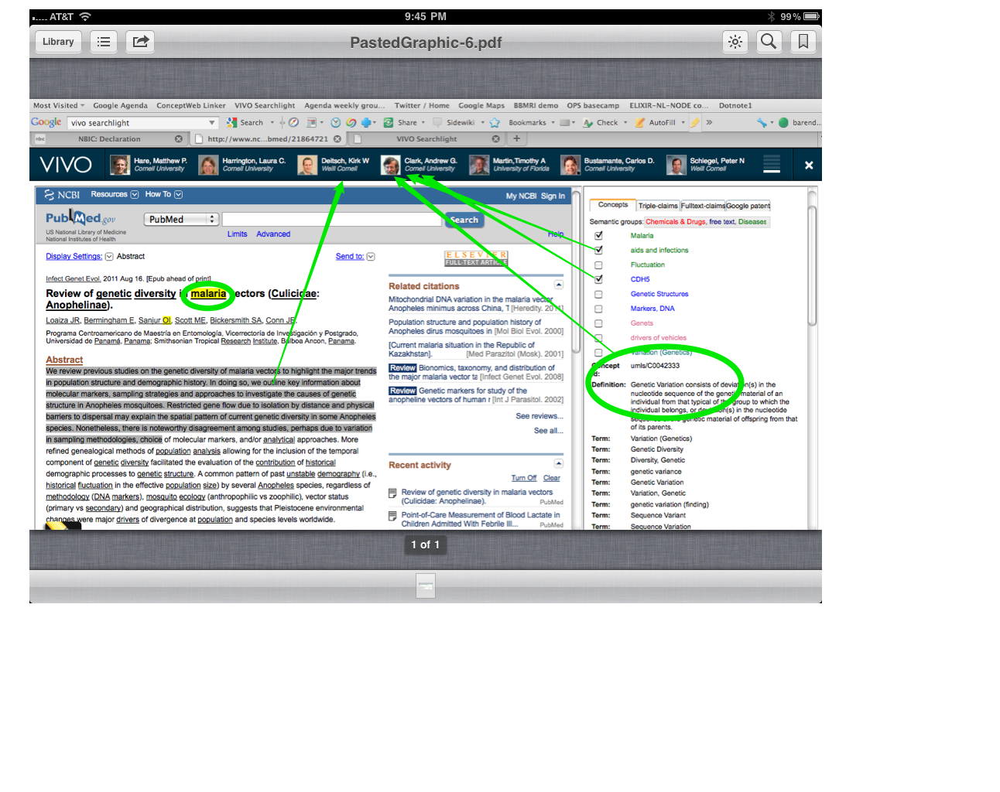 AT&T 9:45 PM 99%
Library PastedGraphic-6.pdf
Most Visited Google Agenda ConceptWeb Linker VIVO Searchlight Agenda weekly grou... Twitter / Home Google Maps BBMRI demo OPS basecamp ELIXIR-NL-NODE co... Dotnote1
Google vivo searchlight Search Share Sidewiki Bookmarks Check AutoFill » barend...
nbic NBIC: Declaration http://www.nc...bmed/21864721 VIVO Searchlight +
VIVO
Hare, Matthew P.
Cornell University
Harrington, Laura C.
Cornell University
Deitsch, Kirk W
Weill Cornell
Clark, Andrew G.
Cornell University
Martin,Timothy A
University of Florida
Bustamante, Carlos D.
Cornell University
Schlegel, Peter N
Weill Cornell
NCBI Resources How To My NCBI Sign In
PubMed.gov
US National Library of Medicine
National Institutes of Health
PubMed Search
Limits Advanced Help
Display Settings: Abstract Send to:
Infect Genet Evol. 2011 Aug 16. [Epub ahead of print]
Review of genetic diversity in malaria vectors (Culicidae:
Anophelinae).
Loaiza JR, Bermingham E, Sanjur OI, Scott ME, Bickersmith SA, Conn JE.
Programa Centroamericano de Maestría en Entomología, Vicerrectoría de Investigación y Postgrado,
Universidad de Panamá, Panama; Smithsonian Tropical Research Institute, Balboa Ancon, Panama.
Abstract
We review previous studies on the genetic diversity of malaria vectors to highlight the major trends
in population structure and demographic history. In doing so, we outline key information about
molecular markers, sampling strategies and approaches to investigate the causes of genetic
structure in Anopheles mosquitoes. Restricted gene flow due to isolation by distance and physical
barriers to dispersal may explain the spatial pattern of current genetic diversity in some Anopheles
species. Nonetheless, there is noteworthy disagreement among studies, perhaps due to variation
in sampling methodologies, choice of molecular markers, and/or analytical approaches. More
refined genealogical methods of population analysis allowing for the inclusion of the temporal
component of genetic diversity facilitated the evaluation of the contribution of historical
demographic processes to genetic structure. A common pattern of past unstable demography (i.e.,
historical fluctuation in the effective population size) by several Anopheles species, regardless of
methodology (DNA markers), mosquito ecology (anthropophilic vs zoophilic), vector status
(primary vs secondary) and geographical distribution, suggests that Pleistocene environmental
changes were major drivers of divergence at population and species levels worldwide.
ELSEVIER
FULL-TEXT ARTICLE
Related citations
Mitochondrial DNA variation in the malaria vector
Anopheles minimus across China, T [Heredity. 2011]
Population structure and population history of
Anopheles dirus mosquitoes in [Mol Biol Evol. 2000]
[Current malaria situation in the Republic of
Kazakhstan]. [Med Parazitol (Mosk). 2001]
Review Bionomics, taxonomy, and distribution of
the major malaria vector ta [Infect Genet Evol. 2008]
Review Genetic markers for study of the
anopheline vectors of human r [Int J Parasitol. 2002]
See reviews...
See all...
Recent activity
Turn Off Clear
Review of genetic diversity in malaria vectors
(Culicidae: Anophelinae). PubMed
Point-of-Care Measurement of Blood Lactate in
Children Admitted With Febrile Ill... PubMed
Concepts Triple-claims Fulltext-claims Google patent
Semantic groups: Chemicals & Drugs, free text, Diseases
Malaria
aids and infections
Fluctuation
CDH5
Genetic Structures
Markers, DNA
Genets
drivers of vehicles
Variation (Genetics)
Concept umls/C0042333
id:
Definition: Genetic Variation consists of deviation(s) in the
nucleotide sequence of the genetic material of an
individual from that typical of the group to which the
individual belongs, or deviation(s) in the nucleotide
sequence of the genetic material of offspring from that
of its parents.
Term: Variation (Genetics)
Term: Genetic Diversity
Term: Diversity, Genetic
Term: genetic variance
Term: Genetic Variation
Term: Variation, Genetic
Term: genetic variation (finding)
Term: Sequence Variant
Term: Sequence Variation
1 of 1